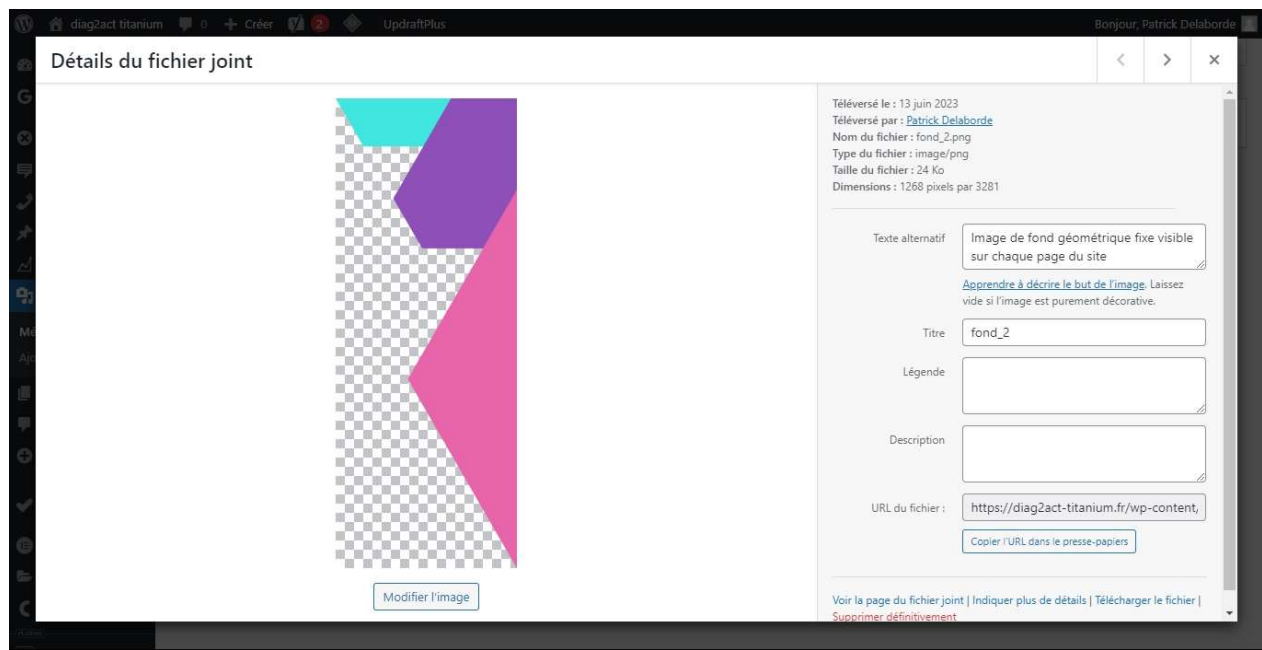 diag2act titanium 0 + Créer 2 UpdraftPlus Bonjour, Patrick Delaborde
Détails du fichier joint
Téléversé le : 13 juin 2023
Téléversé par : Patrick Delaborde
Nom du fichier : fond_2.png
Type du fichier : image/png
Taille du fichier : 24 Ko
Dimensions : 1268 pixels par 3281
Texte alternatif
Image de fond géométrique fixe visible
sur chaque page du site
Apprendre à décrire le but de l'image. Laissez
vide si l'image est purement décorative.
Titre
fond_2
Légende
Description
URL du fichier :
https://diag2act-titanium.fr/wp-content,
Copier l'URL dans le presse-papiers
Modifier l'image
Voir la page du fichier joint | Indiquer plus de détails | Télécharger le fichier |
Supprimer définitivement
Mé
Ajo